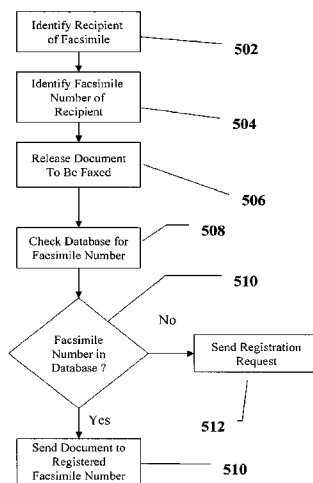 Identify Recipient
of Facsimile
502
Identify Facsimile
Number of
Recipient
504
Release Document
To Be Faxed
506
Check Database for
Facsimile Number
508
510
Facsimile
Number in
Database ?
No
Send Registration
Request
512
Yes
Send Document to
Registered
Facsimile Number
510